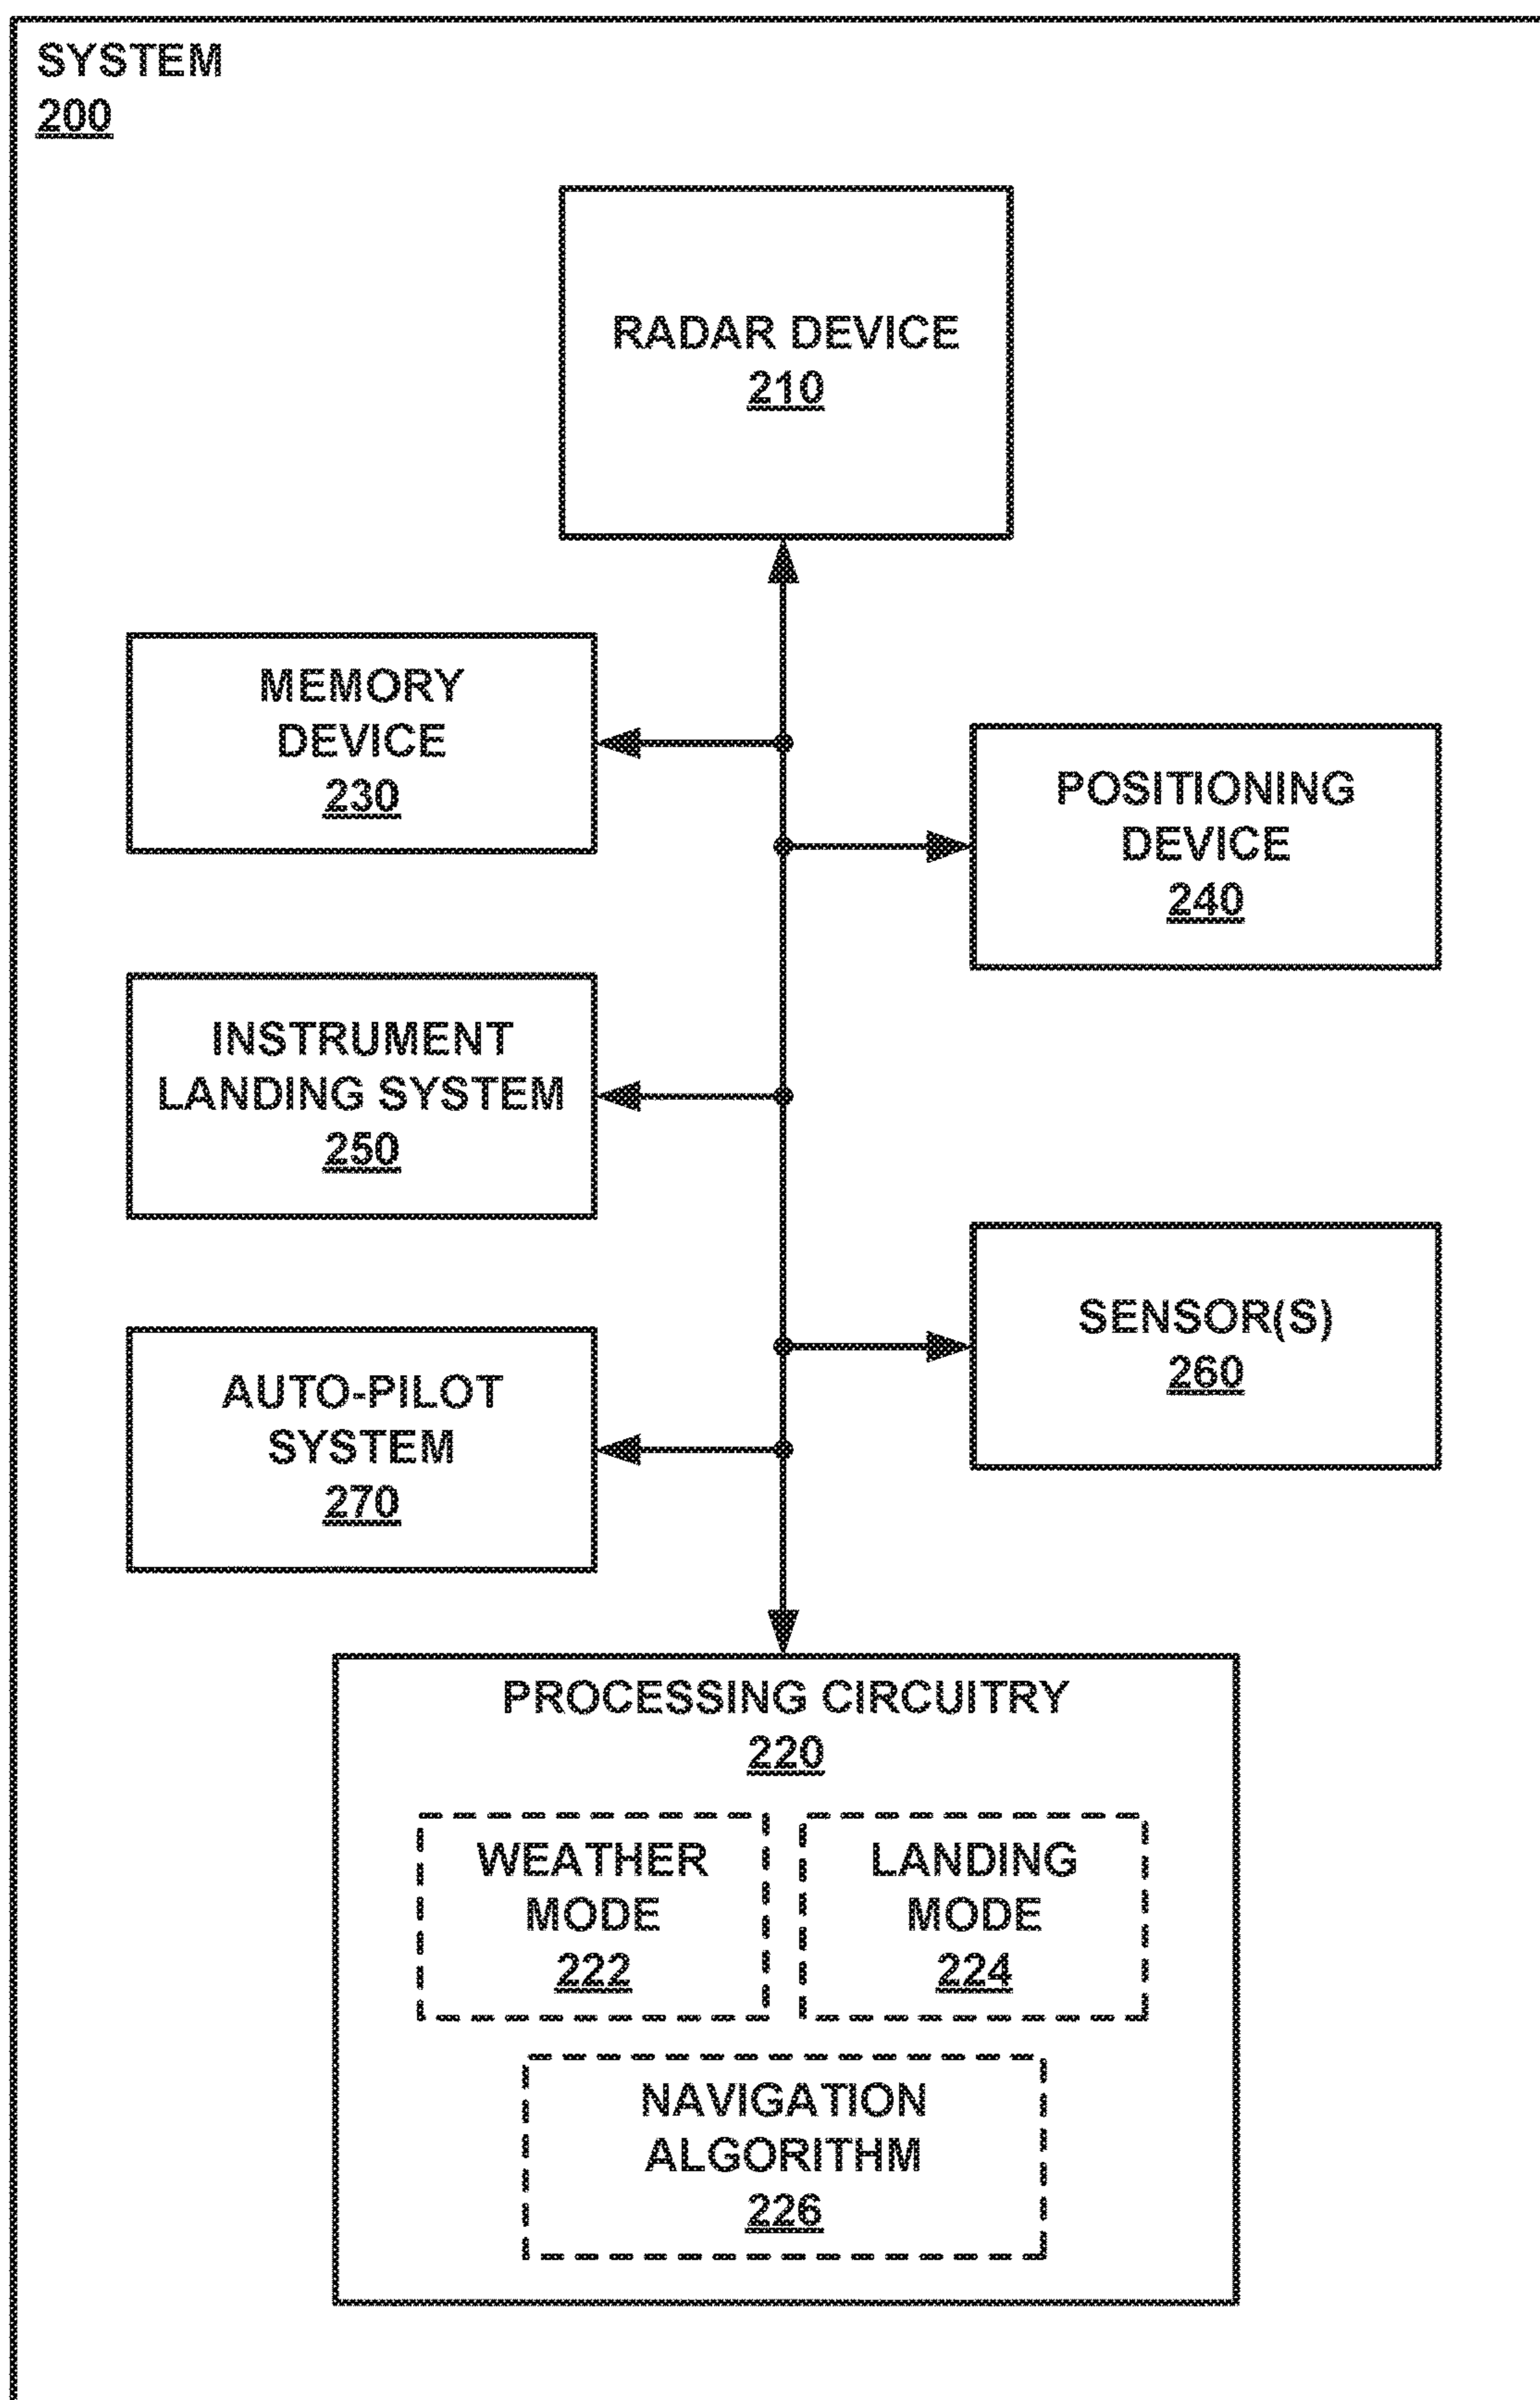 SYSTEM
200
RADAR DEVICE
210
MEMORY
DEVICE
230
POSITIONING
DEVICE
240
INSTRUMENT
LANDING SYSTEM
250
SENSOR(S)
260
AUTO-PILOT
SYSTEM
270
PROCESSING CIRCUITRY
220
WEATHER
MODE
222
LANDING
MODE
224
NAVIGATION
ALGORITHM
226